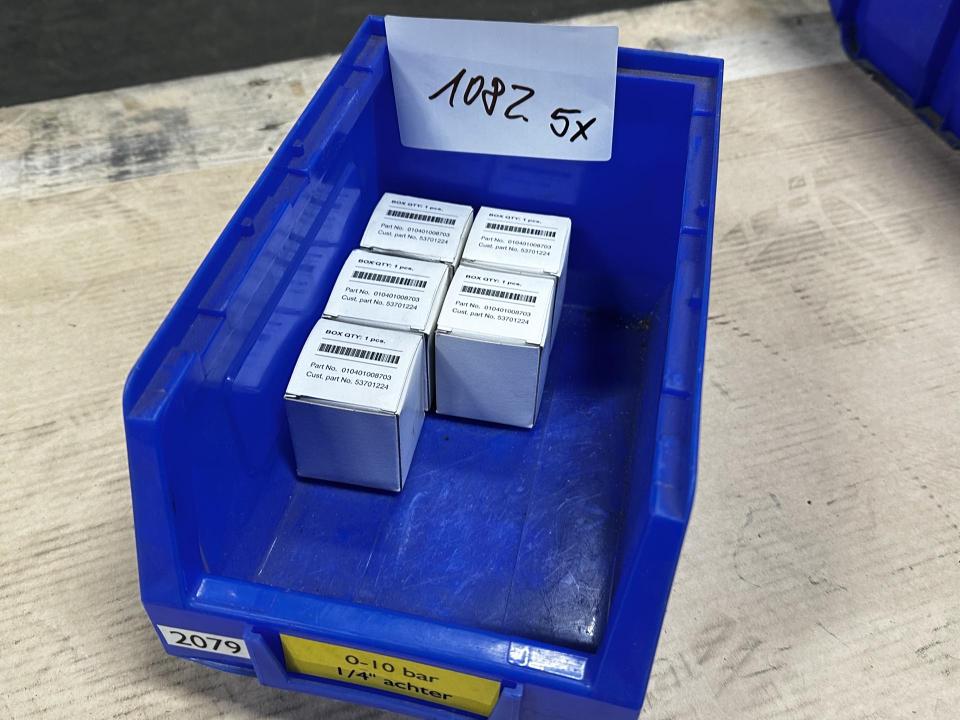 1082 5x
BOX QTY: 1 pcs.
Part No. 010401008703
Cust. part No. 53701224
BOX QTY: 1 pcs.
Part No. 010401008703
Cust. part No. 53701224
BOX QTY: 1 pcs.
Part No. 010401008703
Cust. part No. 53701224
BOX QTY: 1 pcs.
Part No. 010401008703
Cust. part No. 53701224
BOX QTY: 1 pcs.
Part No. 010401008703
Cust. part No. 53701224
2079
0-10 bar
1/4" achter